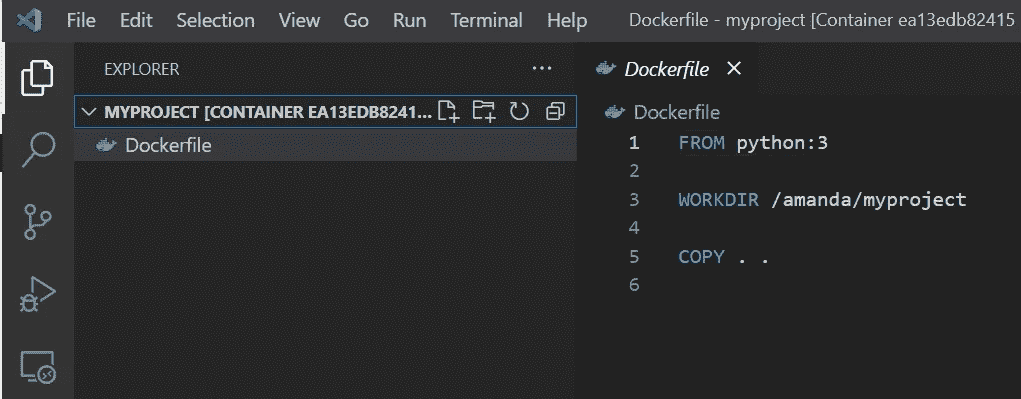 File Edit Selection View Go Run Terminal Help Dockerfile - myproject [Container ea13edb82415
EXPLORER ...
MYPROJECT [CONTAINER EA13EDB8241...
Dockerfile
Dockerfile
Dockerfile
1 FROM python:3
2
3 WORKDIR /amanda/myproject
4
5 COPY . .
6